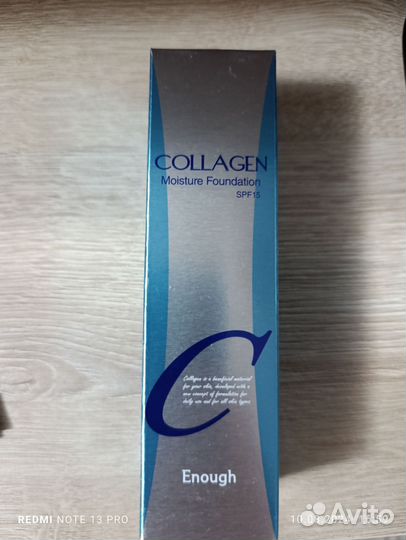 COLLAGEN
Moisture Foundation
SPF15
C
Collagen is a beneficial material
for your skin, developed with a
new concept of formulation for
daily use and for all skin types
Enough
REDMI NOTE 13 PRO
Avito